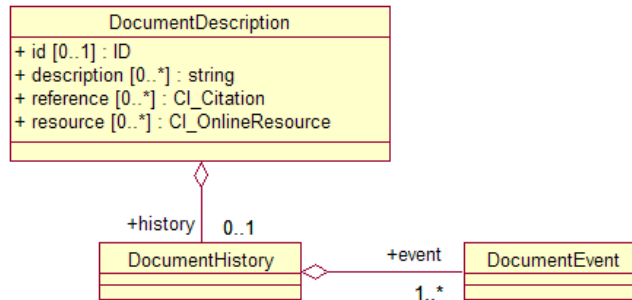 DocumentDescription
+ id [0..1] : ID
+ description [0..*] : string
+ reference [0..*] : CI_Citation
+ resource [0..*] : CI_OnlineResource
+history 0..1
DocumentHistory
+event
1..*
DocumentEvent